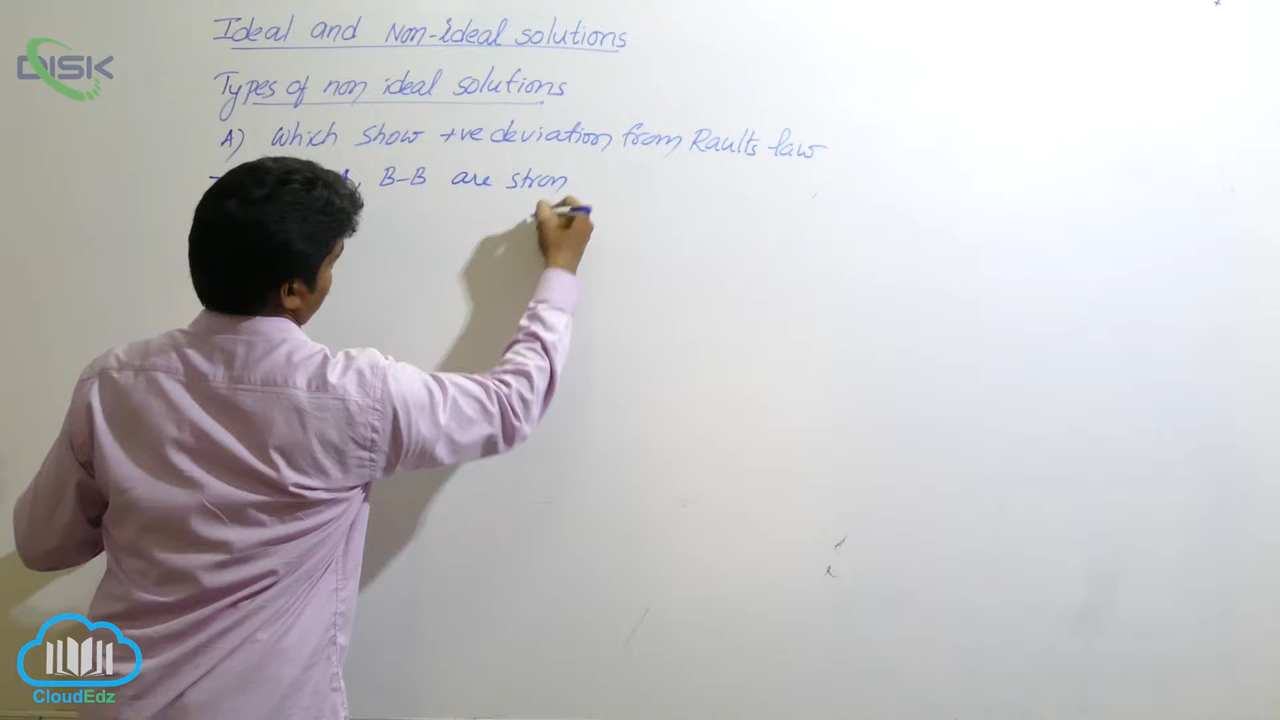 DISK
Ideal and Non-Ideal solutions
Types of non ideal solutions
A) Which show +ve deviation from Raults law
B-B are stron
CloudEdz